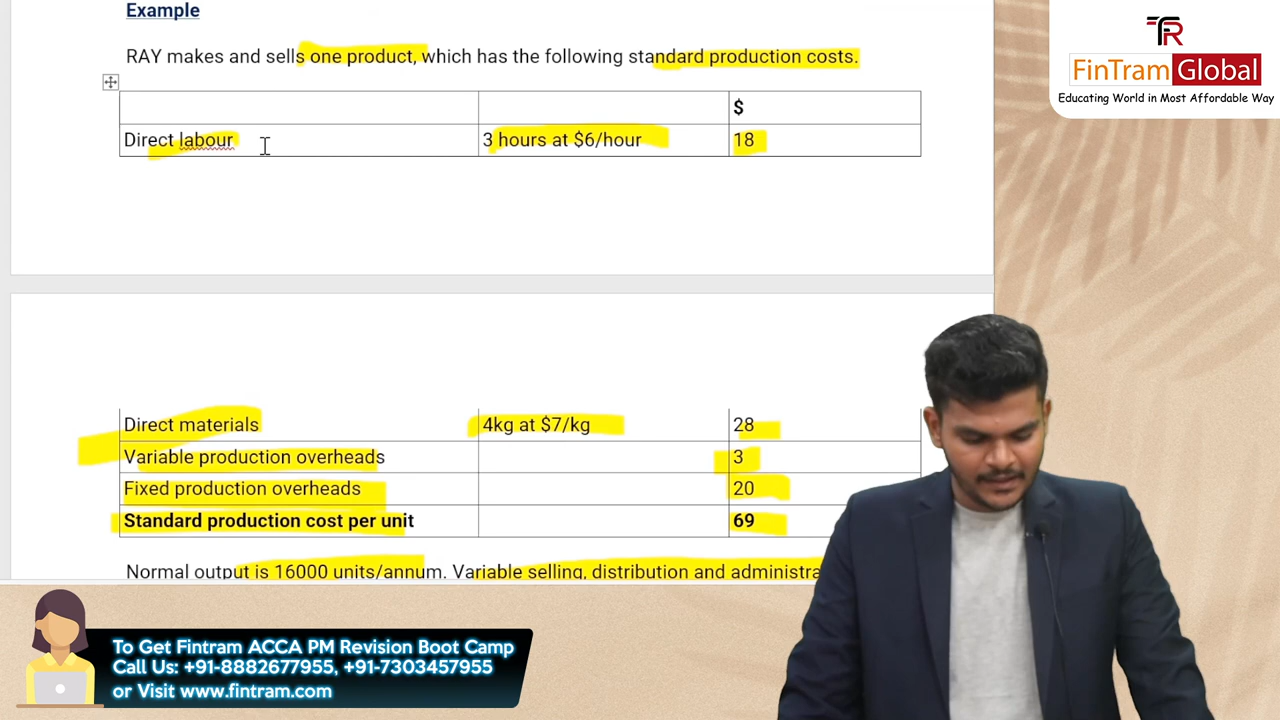 Example
RAY makes and sells one product, which has the following standard production costs.
$
Direct labour 3 hours at $6/hour 18
Direct materials 4kg at $7/kg 28
Variable production overheads 3
Fixed production overheads 20
Standard production cost per unit 69
Normal output is 16000 units/annum. Variable selling, distribution and administra
TR
FinTram Global
Educating World in Most Affordable Way
To Get Fintram ACCA PM Revision Boot Camp
Call Us: +91-8882677955, +91-7303457955
or Visit www.fintram.com